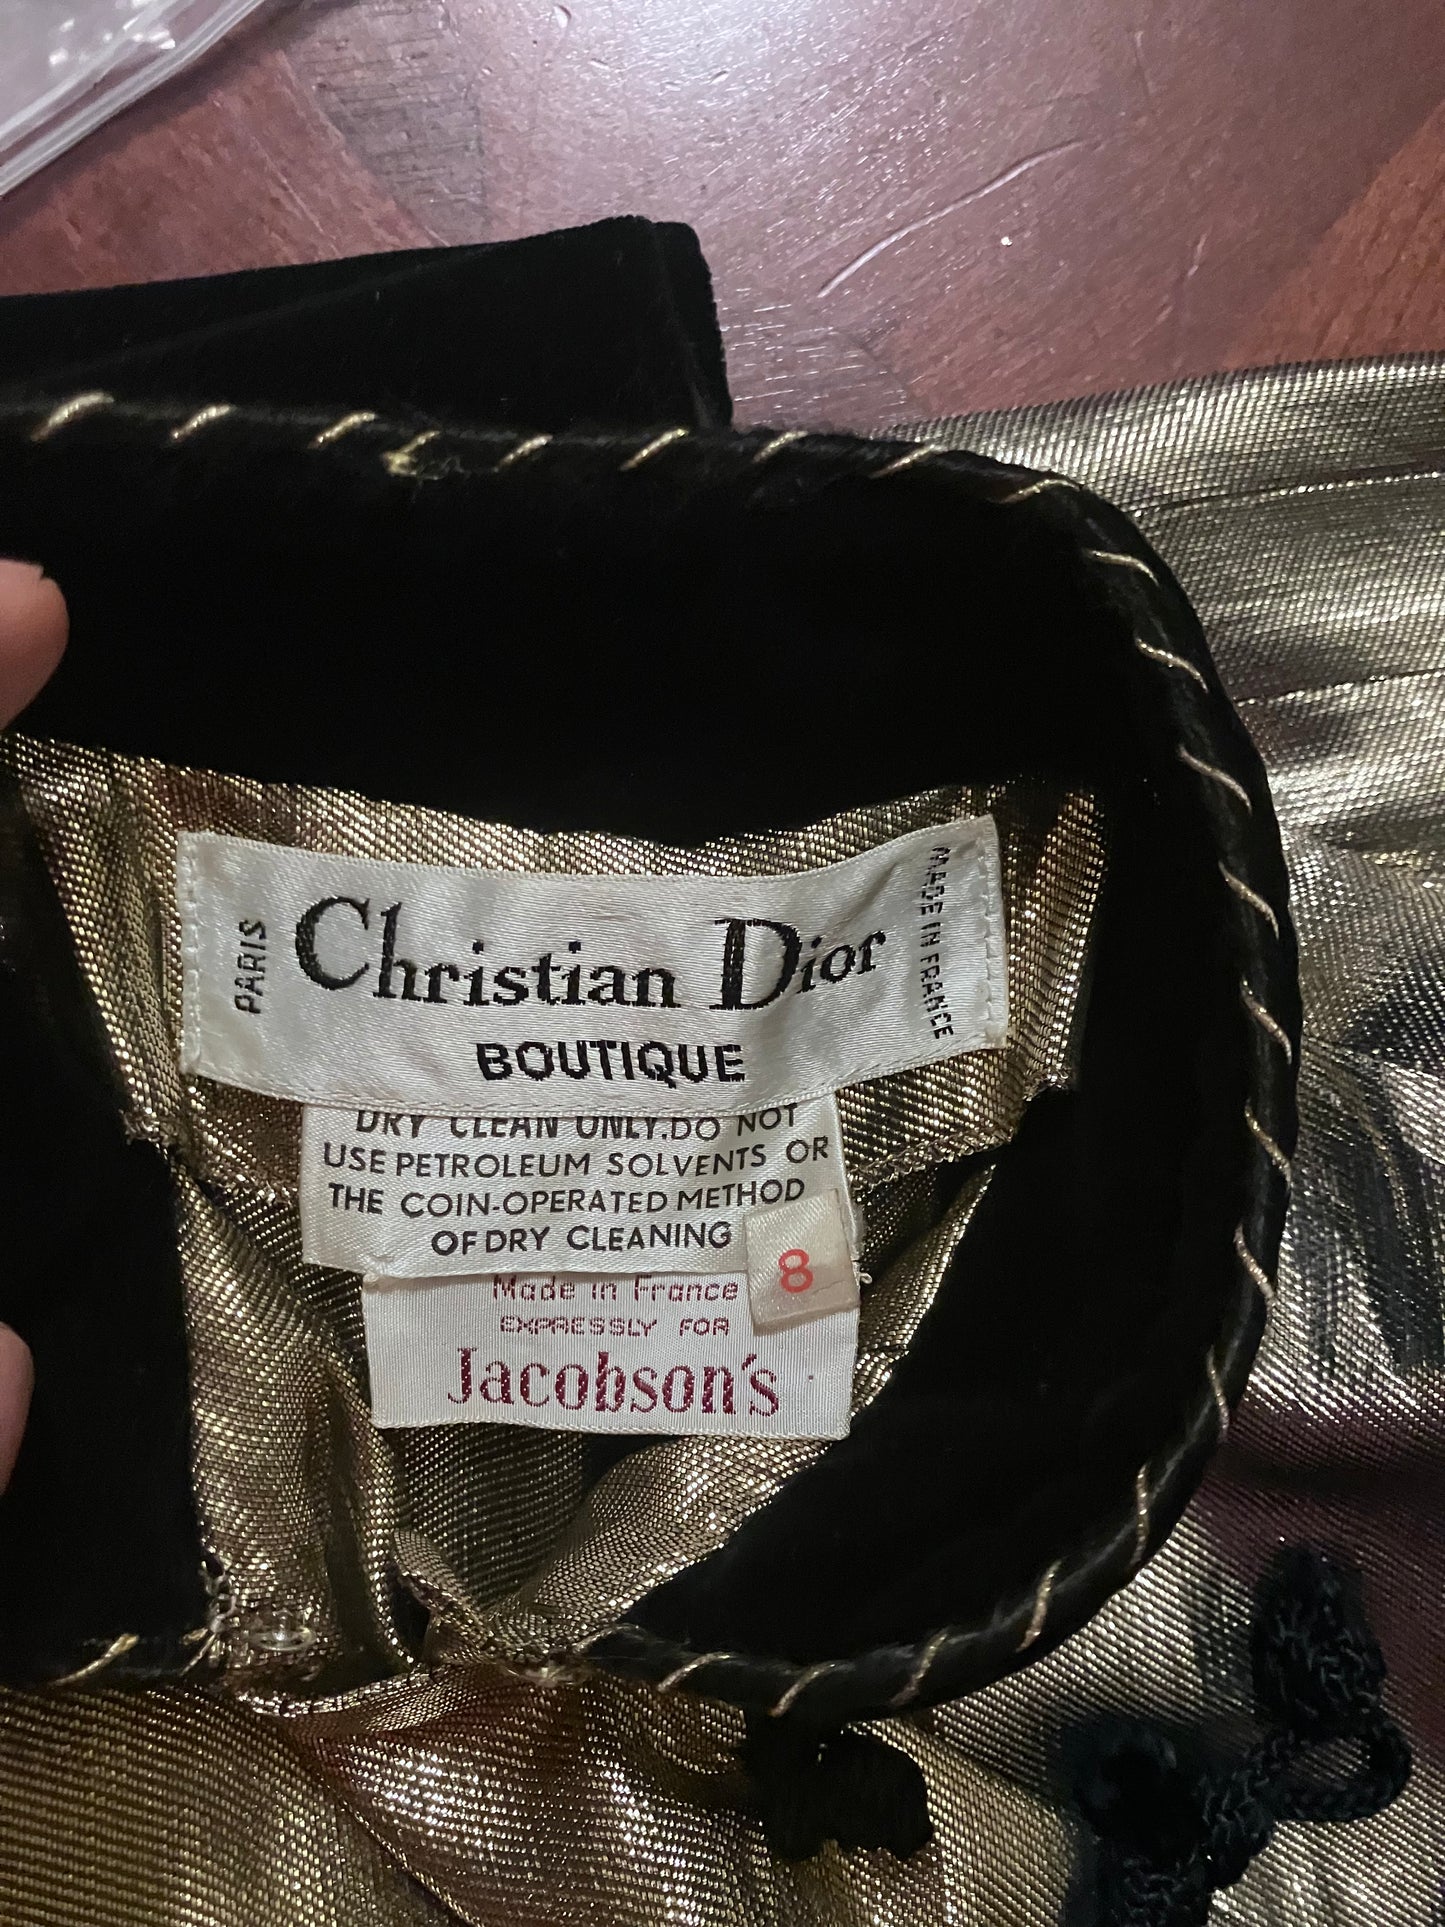 PARIS
Christian Dior
BOUTIQUE
MADE IN FRANCE
DRY CLEAN ONLY.DO NOT
USE PETROLEUM SOLVENTS OR
THE COIN-OPERATED METHOD
OF DRY CLEANING
8
Made in France
EXPRESSLY FOR
Jacobson's